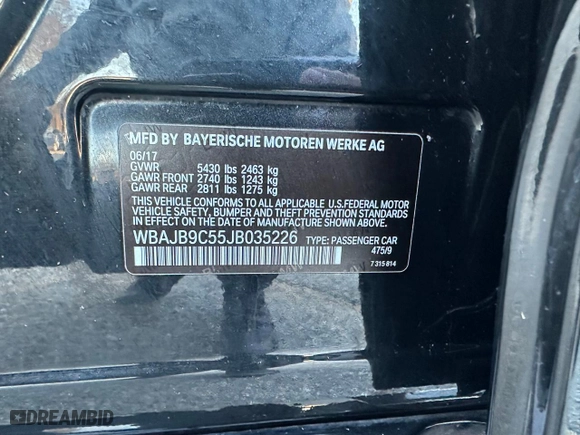 MFD BY BAYERISCHE MOTOREN WERKE AG
06/17
GVWR 5430 lbs 2463 kg
GAWR FRONT 2740 lbs 1243 kg
GAWR REAR 2811 lbs 1275 kg
THIS VEHICLE CONFORMS TO ALL APPLICABLE U.S.FEDERAL MOTOR
VEHICLE SAFETY, BUMPER AND THEFT PREVENTION STANDARDS
IN EFFECT ON THE DATE OF MANUFACTURE SHOWN ABOVE.
WBAJB9C55JB035226 TYPE: PASSENGER CAR
475/9
7 315 814
DREAMBID